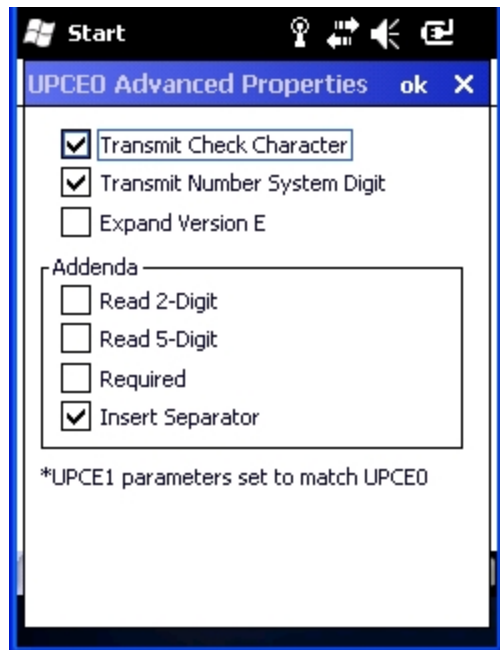 Start
UPCE0 Advanced Properties ok X
Transmit Check Character
Transmit Number System Digit
Expand Version E
Addenda
Read 2-Digit
Read 5-Digit
Required
Insert Separator
*UPCE1 parameters set to match UPCE0